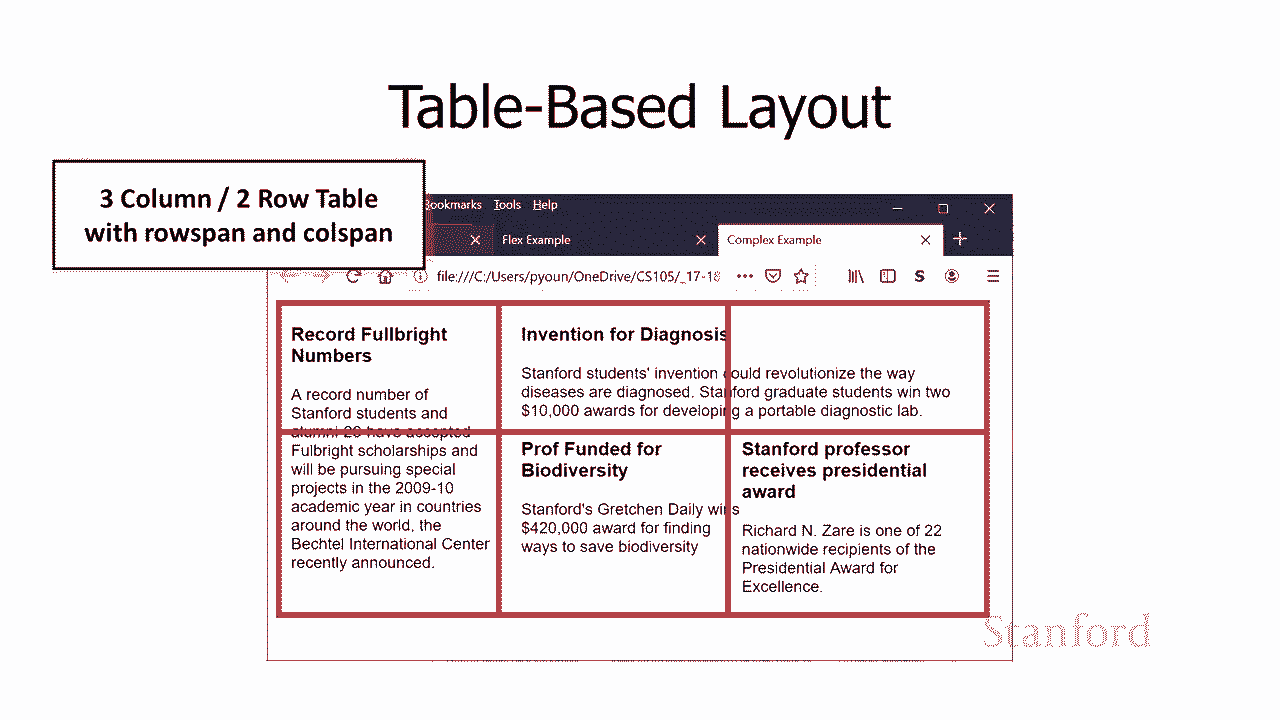 Table-Based Layout
3 Column / 2 Row Table
with rowspan and colspan
Bookmarks Tools Help
Flex Example
Complex Example
file:///C:/Users/pyoun/OneDrive/CS105/_17-18
Record Fullbright
Numbers
A record number of
Stanford students and
alumni 29 have accepted
Fulbright scholarships and
will be pursuing special
projects in the 2009-10
academic year in countries
around the world, the
Bechtel International Center
recently announced.
Invention for Diagnosis
Stanford students' invention could revolutionize the way
diseases are diagnosed. Stanford graduate students win two
$10,000 awards for developing a portable diagnostic lab.
Prof Funded for
Biodiversity
Stanford's Gretchen Daily wins
$420,000 award for finding
ways to save biodiversity
Stanford professor
receives presidential
award
Richard N. Zare is one of 22
nationwide recipients of the
Presidential Award for
Excellence.
Stanford